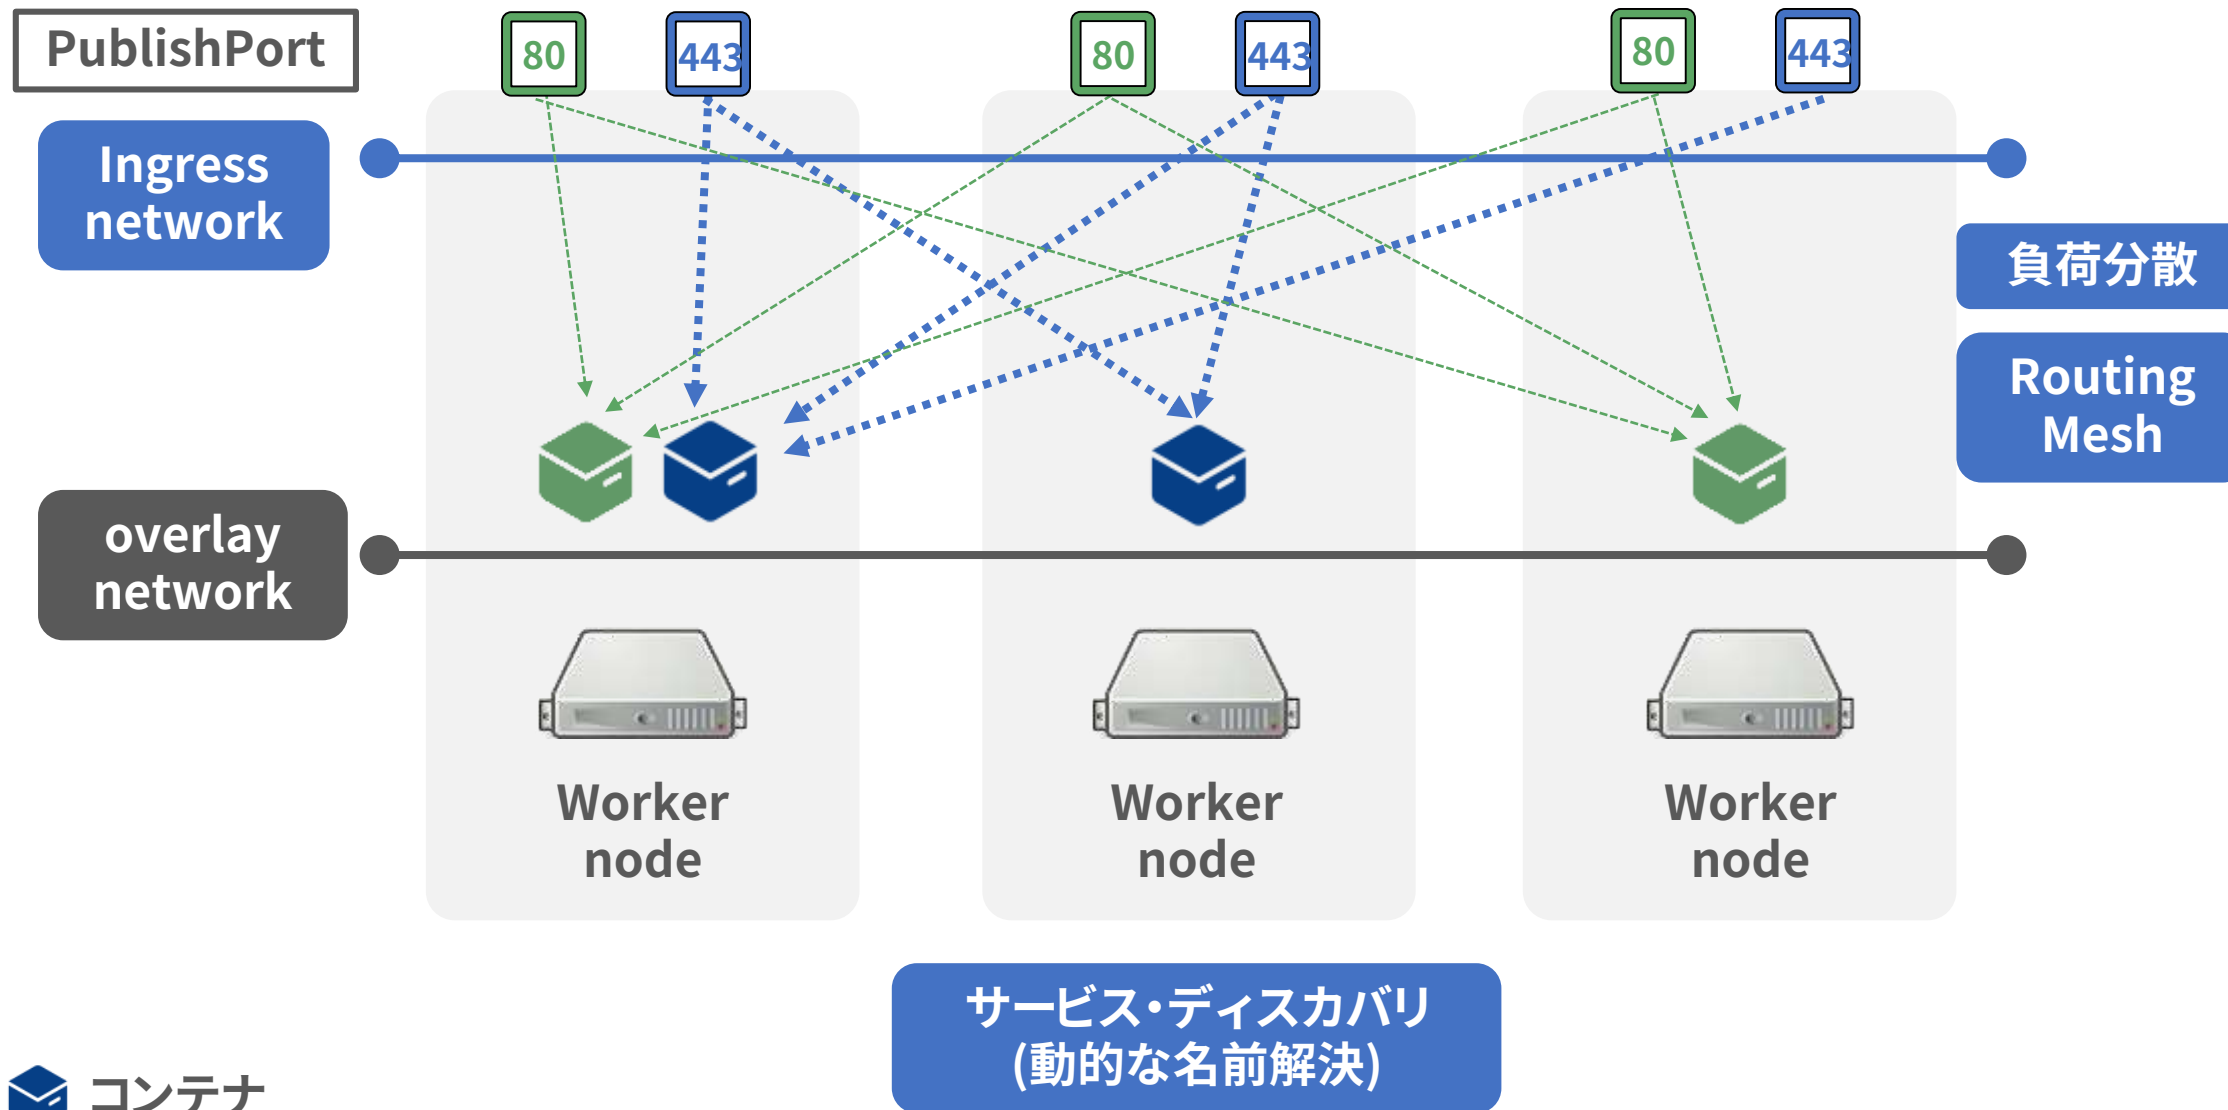 PublishPort
80
443
80
443
80
443
Ingress
network
負荷分散
Routing
Mesh
overlay
network
Worker
node
Worker
node
Worker
node
サービス・ディスカバリ
(動的な名前解決)
コンテナ